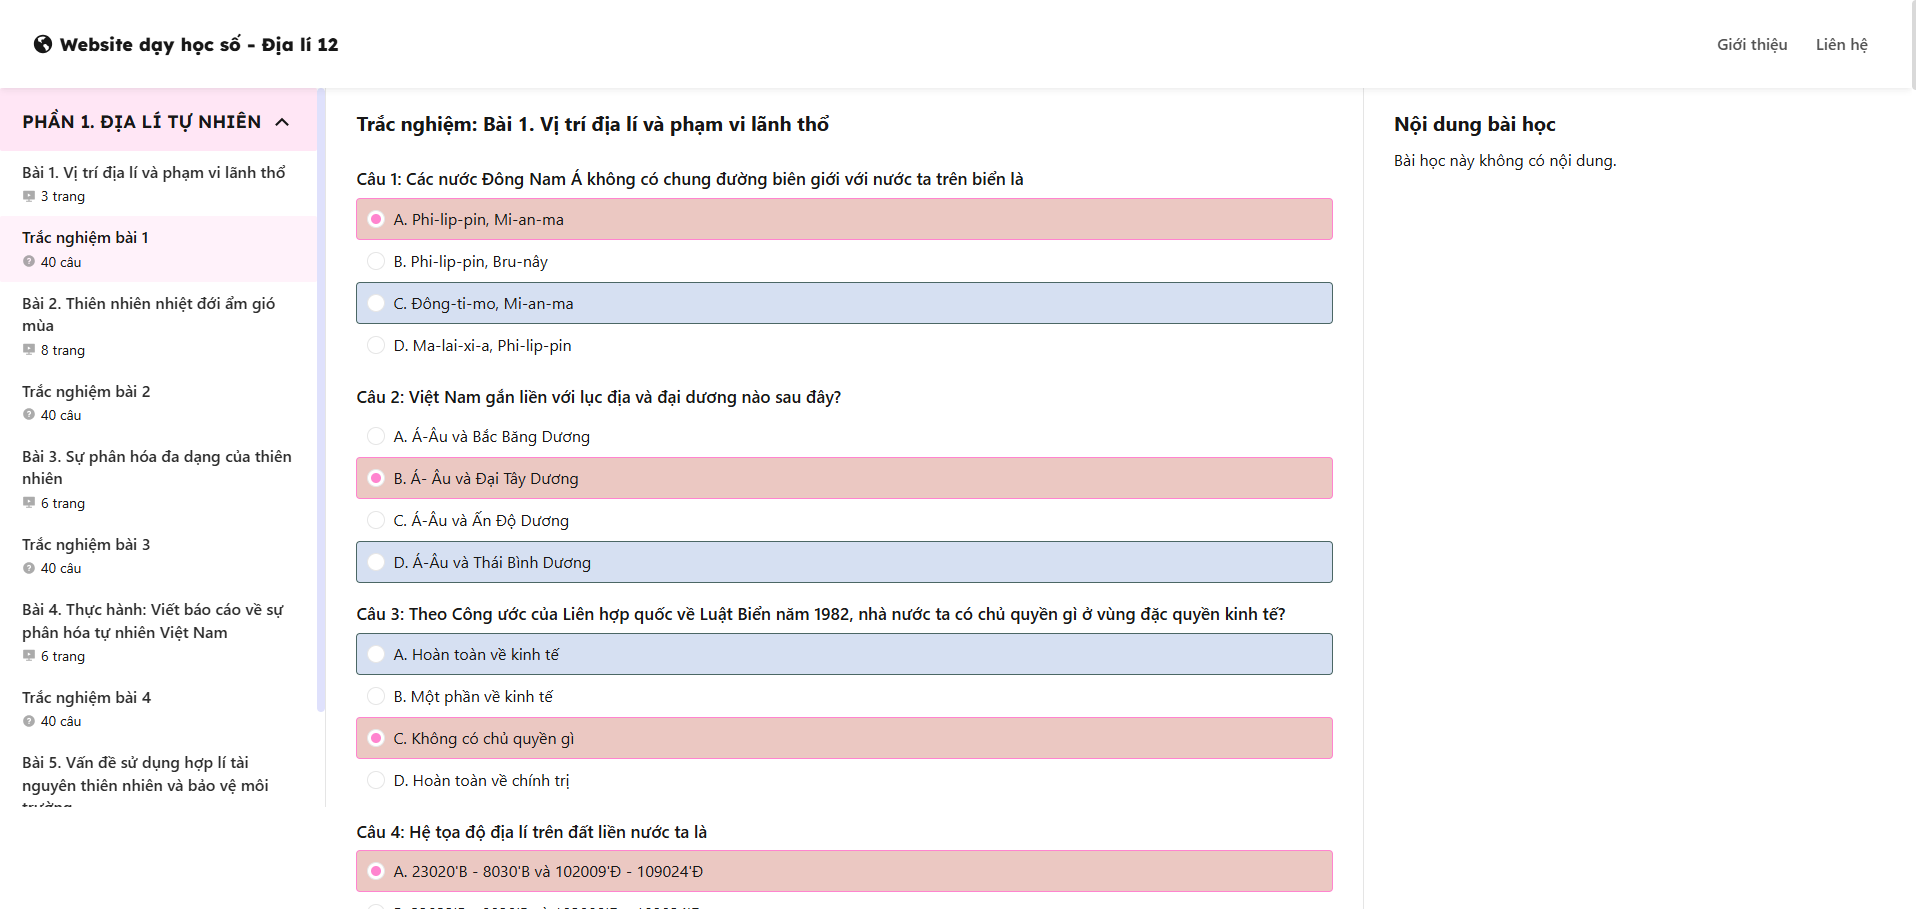 Website dạy học số - Địa lí 12
Giới thiệu
Liên hệ
PHẦN 1. ĐỊA LÍ TỰ NHIÊN
Bài 1. Vị trí địa lí và phạm vi lãnh thổ
3 trang
Trắc nghiệm bài 1
40 câu
Bài 2. Thiên nhiên nhiệt đới ẩm gió
mùa
8 trang
Trắc nghiệm bài 2
40 câu
Bài 3. Sự phân hóa đa dạng của thiên
nhiên
6 trang
Trắc nghiệm bài 3
40 câu
Bài 4. Thực hành: Viết báo cáo về sự
phân hóa tự nhiên Việt Nam
6 trang
Trắc nghiệm bài 4
40 câu
Bài 5. Vấn đề sử dụng hợp lí tài
nguyên thiên nhiên và bảo vệ môi
trường
Trắc nghiệm: Bài 1. Vị trí địa lí và phạm vi lãnh thổ
Câu 1: Các nước Đông Nam Á không có chung đường biên giới với nước ta trên biển là
A. Phi-lip-pin, Mi-an-ma
B. Phi-lip-pin, Bru-nây
C. Đông-ti-mo, Mi-an-ma
D. Ma-lai-xi-a, Phi-lip-pin
Câu 2: Việt Nam gắn liền với lục địa và đại dương nào sau đây?
A. Á-Âu và Bắc Băng Dương
B. Á- Âu và Đại Tây Dương
C. Á-Âu và Ấn Độ Dương
D. Á-Âu và Thái Bình Dương
Câu 3: Theo Công ước của Liên hợp quốc về Luật Biển năm 1982, nhà nước ta có chủ quyền gì ở vùng đặc quyền kinh tế?
A. Hoàn toàn về kinh tế
B. Một phần về kinh tế
C. Không có chủ quyền gì
D. Hoàn toàn về chính trị
Câu 4: Hệ tọa độ địa lí trên đất liền nước ta là
A. 23020'B - 8030'B và 102009'Đ - 109024'Đ
Nội dung bài học
Bài học này không có nội dung.